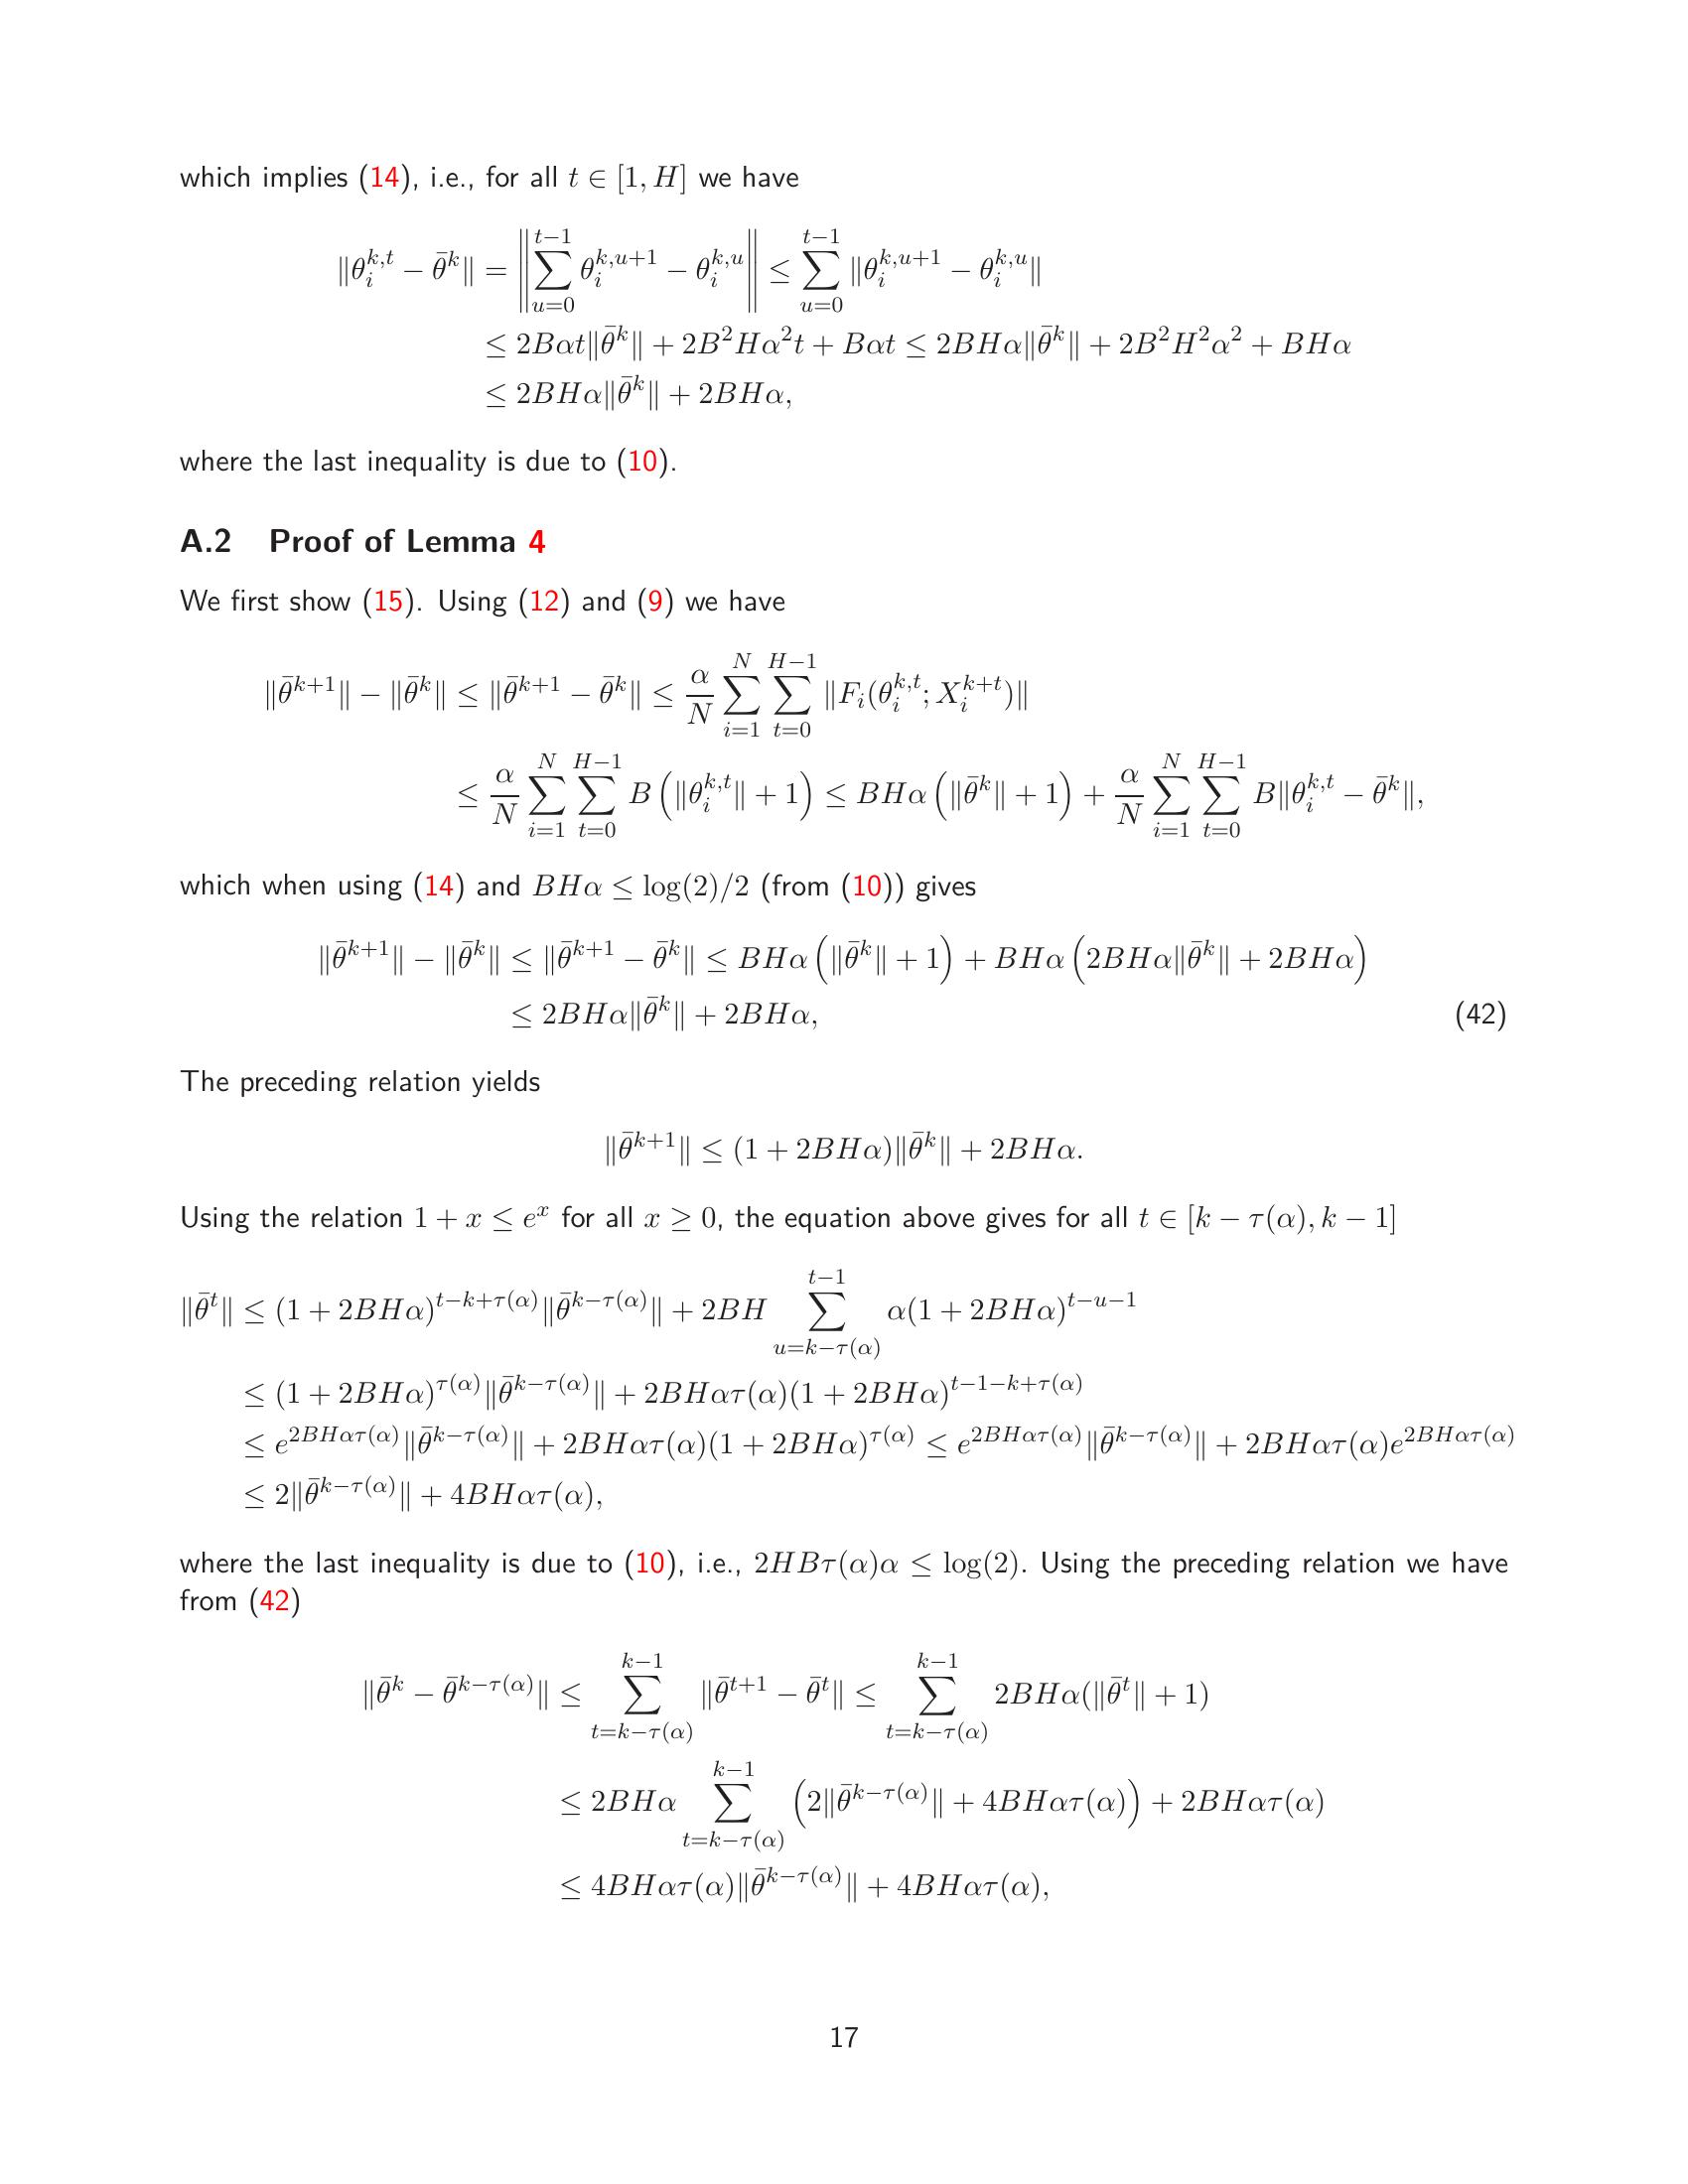 which implies (14), i.e., for all $t \in [1, H]$ we have
$$\|\theta_i^{k,t} - \bar{\theta}^k\| = \left\| \sum_{u=0}^{t-1} \theta_i^{k,u+1} - \theta_i^{k,u} \right\| \leq \sum_{u=0}^{t-1} \|\theta_i^{k,u+1} - \theta_i^{k,u}\|$$
$$\leq 2B\alpha t\|\bar{\theta}^k\| + 2B^2H\alpha^2 t + B\alpha t \leq 2BH\alpha\|\bar{\theta}^k\| + 2B^2H^2\alpha^2 + BH\alpha$$
$$\leq 2BH\alpha\|\bar{\theta}^k\| + 2BH\alpha,$$
where the last inequality is due to (10).
A.2 Proof of Lemma 4
We first show (15). Using (12) and (9) we have
$$\|\bar{\theta}^{k+1}\| - \|\bar{\theta}^k\| \leq \|\bar{\theta}^{k+1} - \bar{\theta}^k\| \leq \frac{\alpha}{N} \sum_{i=1}^{N} \sum_{t=0}^{H-1} \|F_i(\theta_i^{k,t}; X_i^{k+t})\|$$
$$\leq \frac{\alpha}{N} \sum_{i=1}^{N} \sum_{t=0}^{H-1} B\left(\|\theta_i^{k,t}\| + 1\right) \leq BH\alpha\left(\|\bar{\theta}^k\| + 1\right) + \frac{\alpha}{N} \sum_{i=1}^{N} \sum_{t=0}^{H-1} B\|\theta_i^{k,t} - \bar{\theta}^k\|,$$
which when using (14) and $BH\alpha \leq \log(2)/2$ (from (10)) gives
$$\|\bar{\theta}^{k+1}\| - \|\bar{\theta}^k\| \leq \|\bar{\theta}^{k+1} - \bar{\theta}^k\| \leq BH\alpha\left(\|\bar{\theta}^k\| + 1\right) + BH\alpha\left(2BH\alpha\|\bar{\theta}^k\| + 2BH\alpha\right)$$
$$\leq 2BH\alpha\|\bar{\theta}^k\| + 2BH\alpha, \quad (42)$$
The preceding relation yields
$$\|\bar{\theta}^{k+1}\| \leq (1 + 2BH\alpha)\|\bar{\theta}^k\| + 2BH\alpha.$$
Using the relation $1 + x \leq e^x$ for all $x \geq 0$, the equation above gives for all $t \in [k - \tau(\alpha), k - 1]$
$$\|\bar{\theta}^t\| \leq (1 + 2BH\alpha)^{t-k+\tau(\alpha)}\|\bar{\theta}^{k-\tau(\alpha)}\| + 2BH \sum_{u=k-\tau(\alpha)}^{t-1} \alpha(1 + 2BH\alpha)^{t-u-1}$$
$$\leq (1 + 2BH\alpha)^{\tau(\alpha)}\|\bar{\theta}^{k-\tau(\alpha)}\| + 2BH\alpha\tau(\alpha)(1 + 2BH\alpha)^{t-1-k+\tau(\alpha)}$$
$$\leq e^{2BH\alpha\tau(\alpha)}\|\bar{\theta}^{k-\tau(\alpha)}\| + 2BH\alpha\tau(\alpha)(1 + 2BH\alpha)^{\tau(\alpha)} \leq e^{2BH\alpha\tau(\alpha)}\|\bar{\theta}^{k-\tau(\alpha)}\| + 2BH\alpha\tau(\alpha)e^{2BH\alpha\tau(\alpha)}$$
$$\leq 2\|\bar{\theta}^{k-\tau(\alpha)}\| + 4BH\alpha\tau(\alpha),$$
where the last inequality is due to (10), i.e., $2HB\tau(\alpha)\alpha \leq \log(2)$. Using the preceding relation we have
from (42)
$$\|\bar{\theta}^k - \bar{\theta}^{k-\tau(\alpha)}\| \leq \sum_{t=k-\tau(\alpha)}^{k-1} \|\bar{\theta}^{t+1} - \bar{\theta}^t\| \leq \sum_{t=k-\tau(\alpha)}^{k-1} 2BH\alpha(\|\bar{\theta}^t\| + 1)$$
$$\leq 2BH\alpha \sum_{t=k-\tau(\alpha)}^{k-1} \left(2\|\bar{\theta}^{k-\tau(\alpha)}\| + 4BH\alpha\tau(\alpha)\right) + 2BH\alpha\tau(\alpha)$$
$$\leq 4BH\alpha\tau(\alpha)\|\bar{\theta}^{k-\tau(\alpha)}\| + 4BH\alpha\tau(\alpha),$$
17